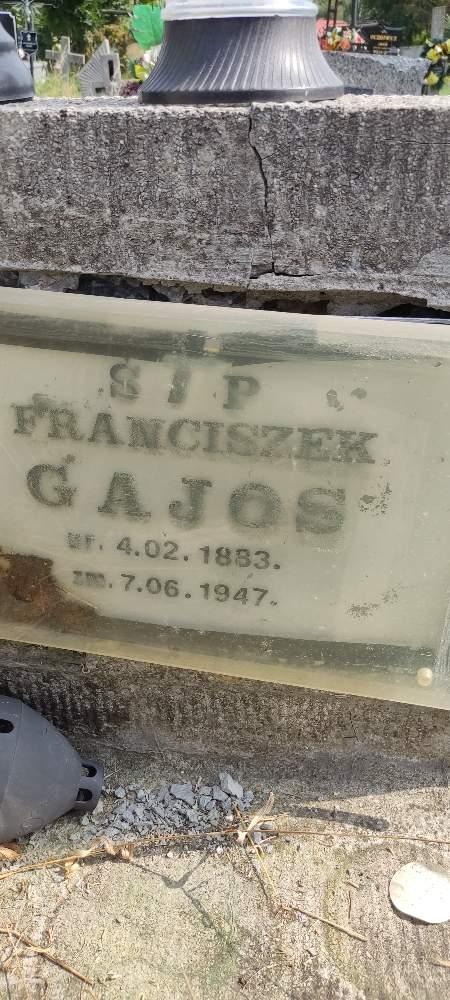 S / P
FRANCISZEK
GAJOS
ur. 4.02. 1883.
zm. 7.06. 1947.